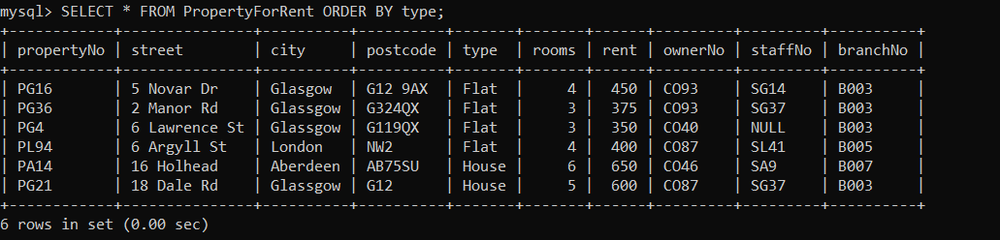 mysql> SELECT * FROM PropertyForRent ORDER BY type;
+------------+---------------+----------+----------+-------+-------+------+---------+---------+----------+
| propertyNo | street        | city      | postcode | type  | rooms | rent | ownerNo | staffNo | branchNo |
+------------+---------------+----------+----------+-------+-------+------+---------+---------+----------+
| PG16       | 5 Novar Dr    | Glasgow   | G12 9AX  | Flat  |     4 |  450 | CO93    | SG14    | B003     |
| PG36       | 2 Manor Rd    | Glassgow  | G324QX   | Flat  |     3 |  375 | CO93    | SG37    | B003     |
| PG4        | 6 Lawrence St | Glassgow  | G119QX   | Flat  |     3 |  350 | CO40    | NULL    | B003     |
| PL94       | 6 Argyll St   | London    | NW2      | Flat  |     4 |  400 | CO87    | SL41    | B005     |
| PA14       | 16 Holhead    | Aberdeen  | AB75SU   | House |     6 |  650 | CO46    | SA9     | B007     |
| PG21       | 18 Dale Rd    | Glassgow  | G12      | House |     5 |  600 | CO87    | SG37    | B003     |
+------------+---------------+----------+----------+-------+-------+------+---------+---------+----------+
6 rows in set (0.00 sec)